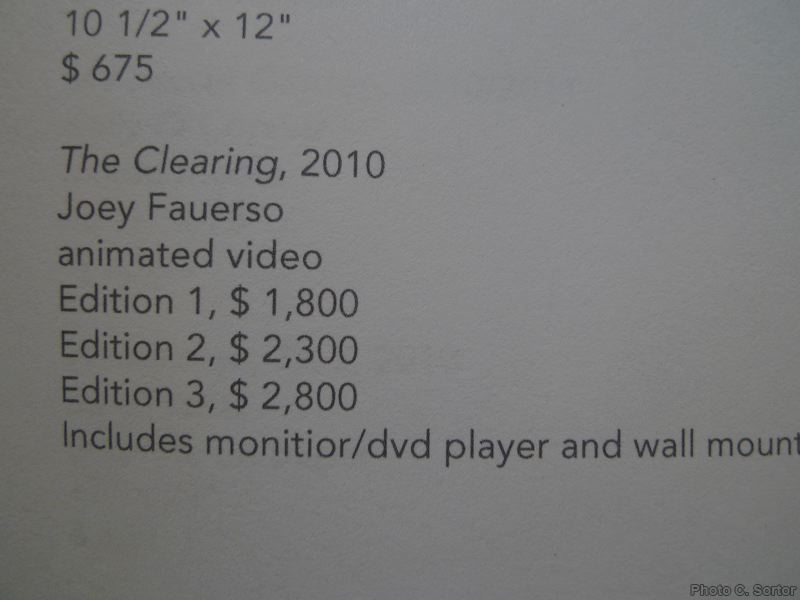 10 1/2" x 12"
$ 675
The Clearing, 2010
Joey Fauerso
animated video
Edition 1, $ 1,800
Edition 2, $ 2,300
Edition 3, $ 2,800
Includes monitior/dvd player and wall mount
Photo C. Sortor